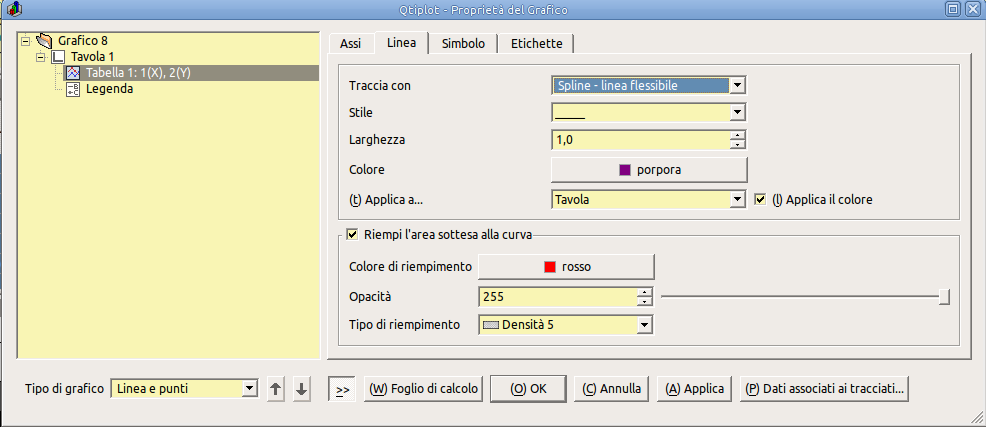 Qtiplot - Proprietà del Grafico
Grafico 8
Tavola 1
Tabella 1: 1(X), 2(Y)
Legenda
Assi
Linea
Simbolo
Etichette
Traccia con
Spline - linea flessibile
Stile
Larghezza
1,0
Colore
porpora
(t) Applica a...
Tavola
(l) Applica il colore
Riempi l'area sottesa alla curva
Colore di riempimento
rosso
Opacità
255
Tipo di riempimento
Densità 5
Tipo di grafico
Linea e punti
>>
(W) Foglio di calcolo
(O) OK
(C) Annulla
(A) Applica
(P) Dati associati ai tracciati...